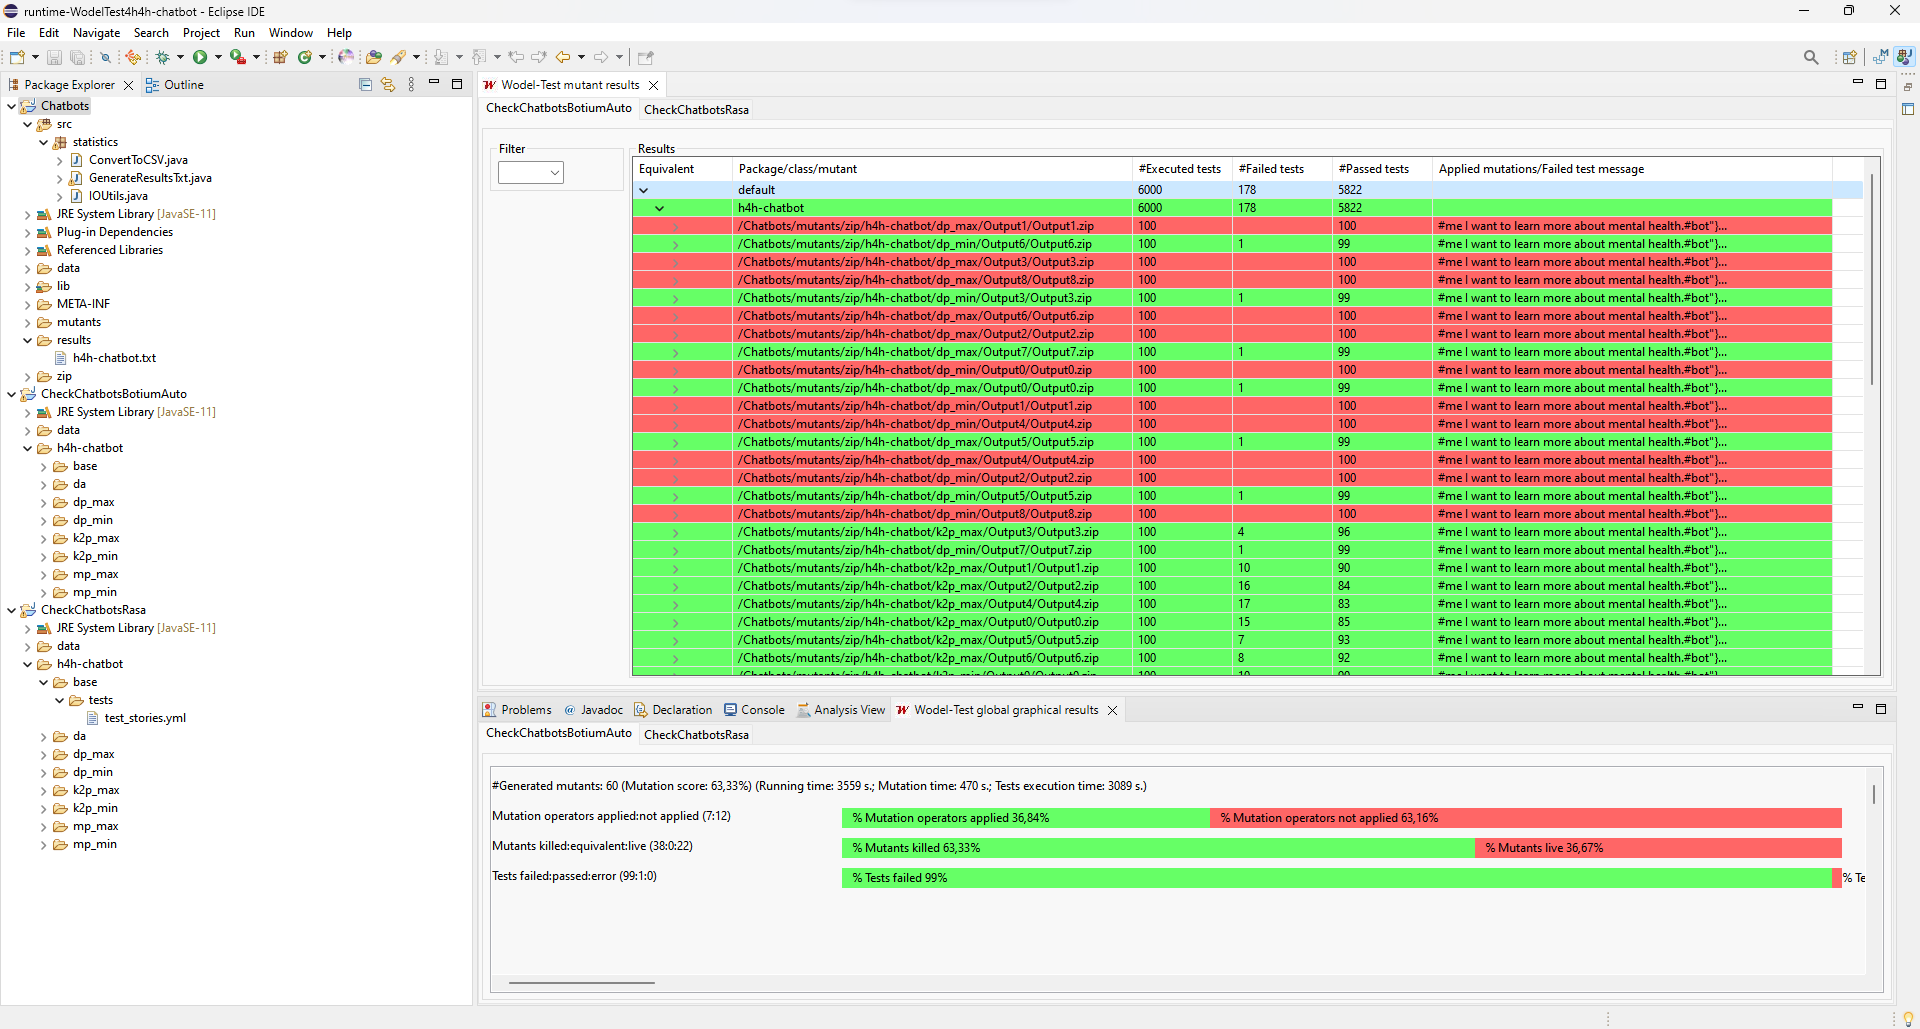 runtime-WodelTest4h4h-chatbot - Eclipse IDE
File Edit Navigate Search Project Run Window Help
Package Explorer Outline
Chatbots
src
statistics
ConvertToCSV.java
GenerateResultsTxt.java
IOUtils.java
JRE System Library [JavaSE-11]
Plug-in Dependencies
Referenced Libraries
data
lib
META-INF
mutants
results
h4h-chatbot.txt
zip
CheckChatbotsBotiumAuto
JRE System Library [JavaSE-11]
data
h4h-chatbot
base
da
dp_max
dp_min
k2p_max
k2p_min
mp_max
mp_min
CheckChatbotsRasa
JRE System Library [JavaSE-11]
data
h4h-chatbot
base
tests
test_stories.yml
da
dp_max
dp_min
k2p_max
k2p_min
mp_max
mp_min
Wodel-Test mutant results
CheckChatbotsBotiumAuto CheckChatbotsRasa
Filter
Results
Equivalent Package/class/mutant #Executed tests #Failed tests #Passed tests Applied mutations/Failed test message
default 6000 178 5822
h4h-chatbot 6000 178 5822
/Chatbots/mutants/zip/h4h-chatbot/dp_max/Output1/Output1.zip 100 100 #me I want to learn more about mental health.#bot"}...
/Chatbots/mutants/zip/h4h-chatbot/dp_min/Output6/Output6.zip 100 1 99 #me I want to learn more about mental health.#bot"}...
/Chatbots/mutants/zip/h4h-chatbot/dp_max/Output3/Output3.zip 100 100 #me I want to learn more about mental health.#bot"}...
/Chatbots/mutants/zip/h4h-chatbot/dp_max/Output8/Output8.zip 100 100 #me I want to learn more about mental health.#bot"}...
/Chatbots/mutants/zip/h4h-chatbot/dp_min/Output3/Output3.zip 100 1 99 #me I want to learn more about mental health.#bot"}...
/Chatbots/mutants/zip/h4h-chatbot/dp_max/Output6/Output6.zip 100 100 #me I want to learn more about mental health.#bot"}...
/Chatbots/mutants/zip/h4h-chatbot/dp_max/Output2/Output2.zip 100 100 #me I want to learn more about mental health.#bot"}...
/Chatbots/mutants/zip/h4h-chatbot/dp_max/Output7/Output7.zip 100 1 99 #me I want to learn more about mental health.#bot"}...
/Chatbots/mutants/zip/h4h-chatbot/dp_min/Output0/Output0.zip 100 100 #me I want to learn more about mental health.#bot"}...
/Chatbots/mutants/zip/h4h-chatbot/dp_max/Output0/Output0.zip 100 1 99 #me I want to learn more about mental health.#bot"}...
/Chatbots/mutants/zip/h4h-chatbot/dp_min/Output1/Output1.zip 100 100 #me I want to learn more about mental health.#bot"}...
/Chatbots/mutants/zip/h4h-chatbot/dp_min/Output4/Output4.zip 100 100 #me I want to learn more about mental health.#bot"}...
/Chatbots/mutants/zip/h4h-chatbot/dp_max/Output5/Output5.zip 100 1 99 #me I want to learn more about mental health.#bot"}...
/Chatbots/mutants/zip/h4h-chatbot/dp_max/Output4/Output4.zip 100 100 #me I want to learn more about mental health.#bot"}...
/Chatbots/mutants/zip/h4h-chatbot/dp_min/Output2/Output2.zip 100 100 #me I want to learn more about mental health.#bot"}...
/Chatbots/mutants/zip/h4h-chatbot/dp_min/Output5/Output5.zip 100 1 99 #me I want to learn more about mental health.#bot"}...
/Chatbots/mutants/zip/h4h-chatbot/dp_min/Output8/Output8.zip 100 100 #me I want to learn more about mental health.#bot"}...
/Chatbots/mutants/zip/h4h-chatbot/k2p_max/Output3/Output3.zip 100 4 96 #me I want to learn more about mental health.#bot"}...
/Chatbots/mutants/zip/h4h-chatbot/dp_min/Output7/Output7.zip 100 1 99 #me I want to learn more about mental health.#bot"}...
/Chatbots/mutants/zip/h4h-chatbot/k2p_max/Output1/Output1.zip 100 10 90 #me I want to learn more about mental health.#bot"}...
/Chatbots/mutants/zip/h4h-chatbot/k2p_max/Output2/Output2.zip 100 16 84 #me I want to learn more about mental health.#bot"}...
/Chatbots/mutants/zip/h4h-chatbot/k2p_max/Output4/Output4.zip 100 17 83 #me I want to learn more about mental health.#bot"}...
/Chatbots/mutants/zip/h4h-chatbot/k2p_max/Output0/Output0.zip 100 15 85 #me I want to learn more about mental health.#bot"}...
/Chatbots/mutants/zip/h4h-chatbot/k2p_max/Output5/Output5.zip 100 7 93 #me I want to learn more about mental health.#bot"}...
/Chatbots/mutants/zip/h4h-chatbot/k2p_max/Output6/Output6.zip 100 8 92 #me I want to learn more about mental health.#bot"}...
Problems Javadoc Declaration Console Analysis View Wodel-Test global graphical results
CheckChatbotsBotiumAuto CheckChatbotsRasa
#Generated mutants: 60 (Mutation score: 63,33%) (Running time: 3559 s.; Mutation time: 470 s.; Tests execution time: 3089 s.)
Mutation operators applied:not applied (7:12) % Mutation operators applied 36,84% % Mutation operators not applied 63,16%
Mutants killed:equivalent:live (38:0:22) % Mutants killed 63,33% % Mutants live 36,67%
Tests failed:passed:error (99:1:0) % Tests failed 99% % Te